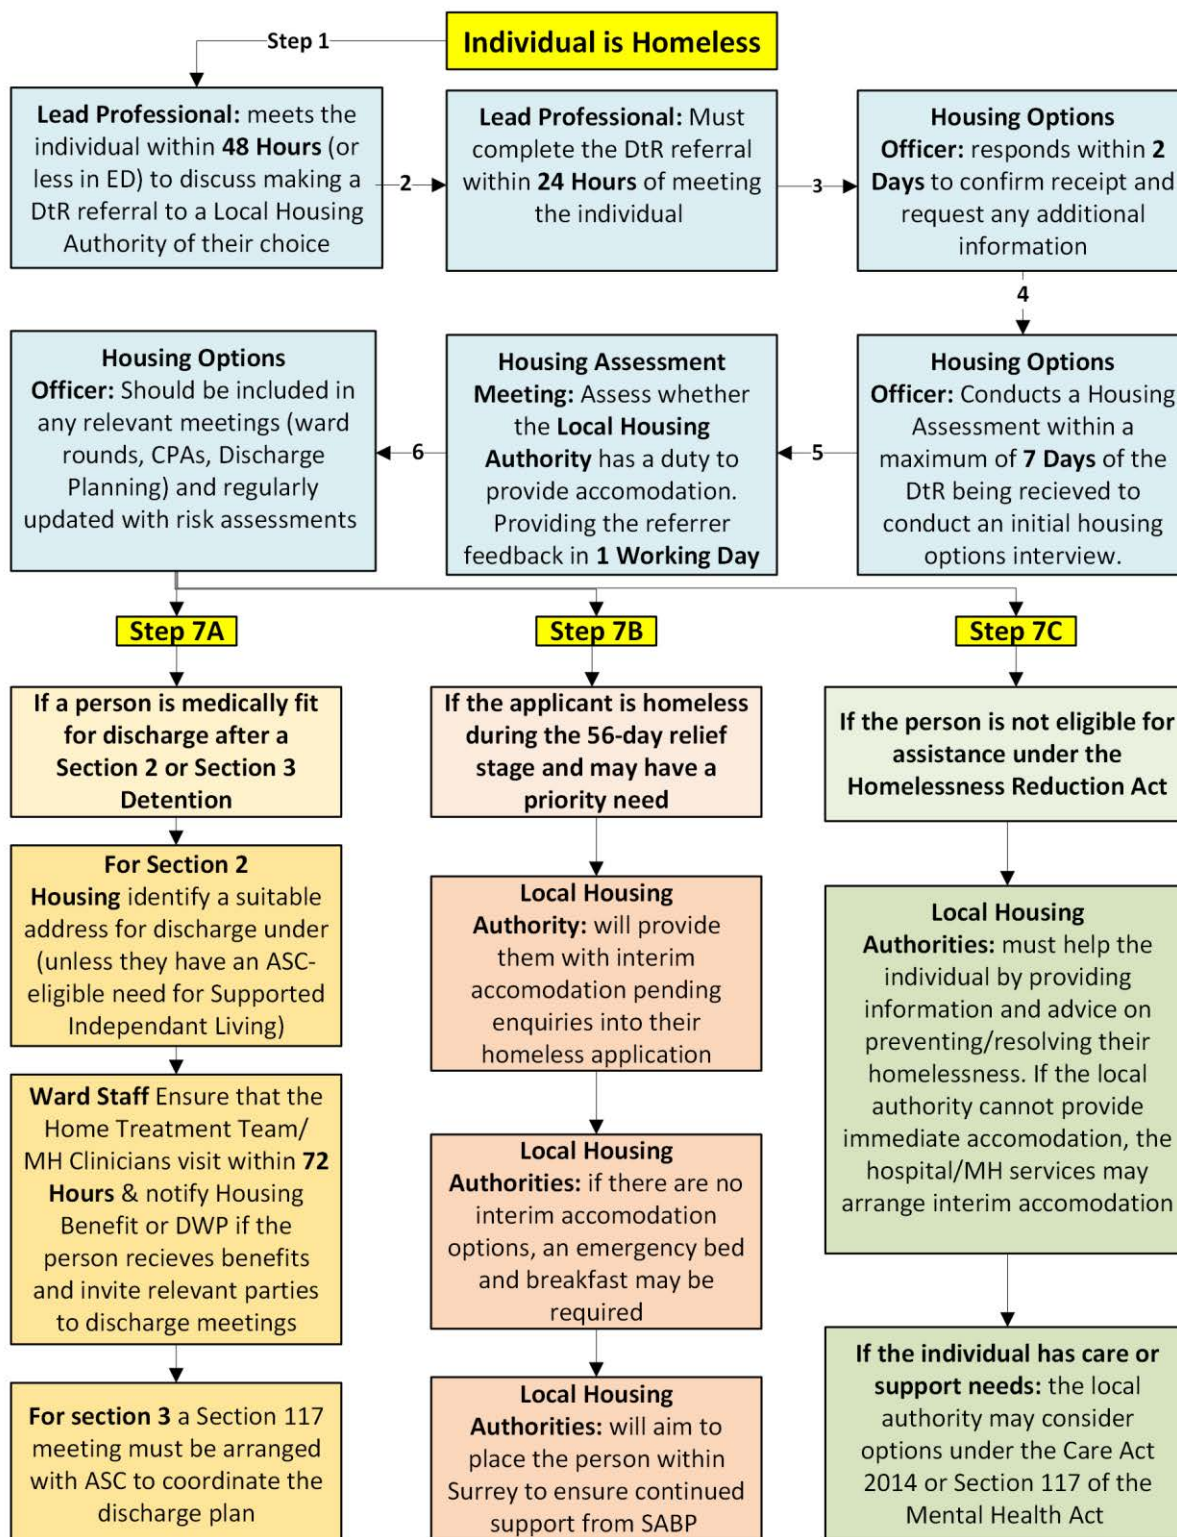 Step 1
Individual is Homeless
Lead Professional: meets the
individual within 48 Hours (or
less in ED) to discuss making a
DtR referral to a Local Housing
Authority of their choice
2
Lead Professional: Must
complete the DtR referral
within 24 Hours of meeting
the individual
3
Housing Options
Officer: responds within 2
Days to confirm receipt and
request any additional
information
4
Housing Options
Officer: Conducts a Housing
Assessment within a
maximum of 7 Days of the
DtR being recieved to
conduct an initial housing
options interview.
5
Housing Assessment
Meeting: Assess whether
the Local Housing
Authority has a duty to
provide accomodation.
Providing the referrer
feedback in 1 Working Day
6
Housing Options
Officer: Should be included in
any relevant meetings (ward
rounds, CPAs, Discharge
Planning) and regularly
updated with risk assessments
Step 7A
If a person is medically fit
for discharge after a
Section 2 or Section 3
Detention
For Section 2
Housing identify a suitable
address for discharge under
(unless they have an ASC-
eligible need for Supported
Independant Living)
Ward Staff Ensure that the
Home Treatment Team/
MH Clinicians visit within 72
Hours & notify Housing
Benefit or DWP if the
person recieves benefits
and invite relevant parties
to discharge meetings
For section 3 a Section 117
meeting must be arranged
with ASC to coordinate the
discharge plan
Step 7B
If the applicant is homeless
during the 56-day relief
stage and may have a
priority need
Local Housing
Authority: will provide
them with interim
accomodation pending
enquiries into their
homeless application
Local Housing
Authorities: if there are no
interim accomodation
options, an emergency bed
and breakfast may be
required
Local Housing
Authorities: will aim to
place the person within
Surrey to ensure continued
support from SABP
Step 7C
If the person is not eligible for
assistance under the
Homelessness Reduction Act
Local Housing
Authorities: must help the
individual by providing
information and advice on
preventing/resolving their
homelessness. If the local
authority cannot provide
immediate accomodation, the
hospital/MH services may
arrange interim accomodation
If the individual has care or
support needs: the local
authority may consider
options under the Care Act
2014 or Section 117 of the
Mental Health Act